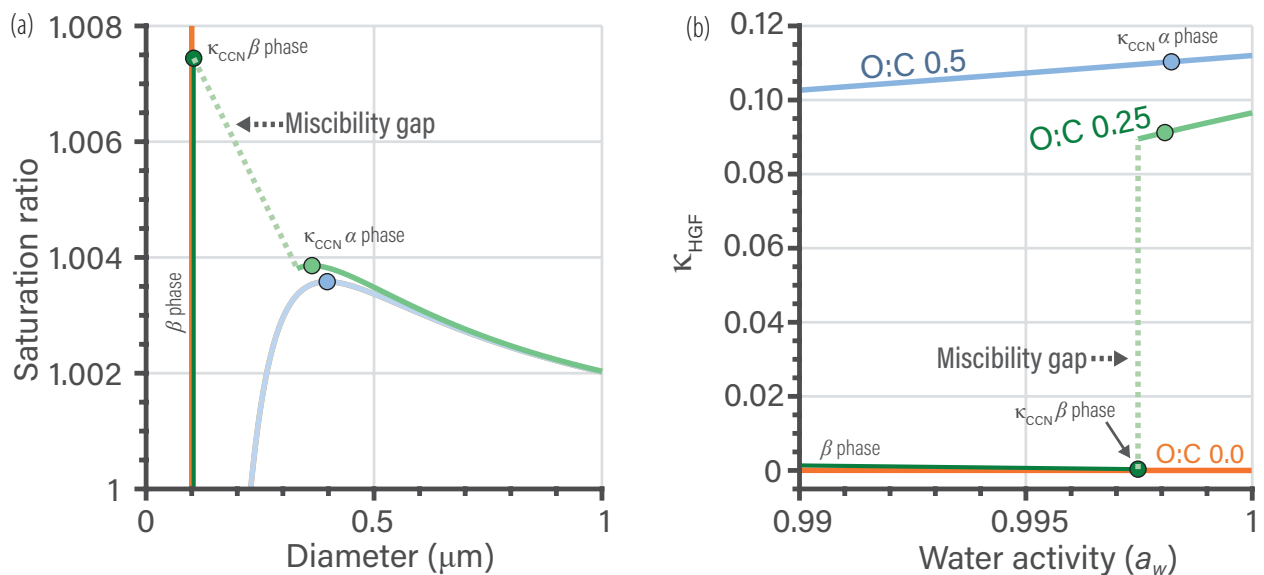 (a)
1.008
1.006
1.004
1.002
1
Saturation ratio
κCCN β phase
Miscibility gap
κCCN α phase
β phase
0
0.5
1
Diameter (μm)
(b)
0.12
0.10
0.08
0.06
0.04
0.02
0
κHGF
κCCN α phase
O:C 0.5
O:C 0.25
Miscibility gap
κCCN β phase
β phase
O:C 0.0
0.99
0.995
1
Water activity (aw)